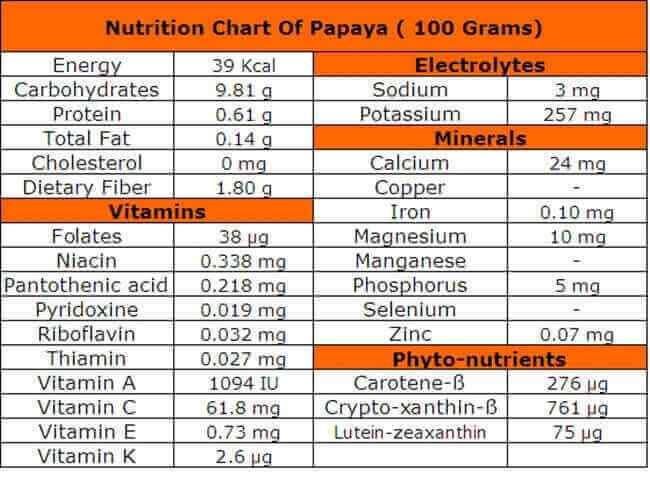 Nutrition Chart Of Papaya ( 100 Grams)
Energy 39 Kcal
Carbohydrates 9.81 g
Protein 0.61 g
Total Fat 0.14 g
Cholesterol 0 mg
Dietary Fiber 1.80 g
Vitamins
Folates 38 µg
Niacin 0.338 mg
Pantothenic acid 0.218 mg
Pyridoxine 0.019 mg
Riboflavin 0.032 mg
Thiamin 0.027 mg
Vitamin A 1094 IU
Vitamin C 61.8 mg
Vitamin E 0.73 mg
Vitamin K 2.6 µg
Electrolytes
Sodium 3 mg
Potassium 257 mg
Minerals
Calcium 24 mg
Copper -
Iron 0.10 mg
Magnesium 10 mg
Manganese -
Phosphorus 5 mg
Selenium -
Zinc 0.07 mg
Phyto-nutrients
Carotene-ß 276 µg
Crypto-xanthin-ß 761 µg
Lutein-zeaxanthin 75 µg